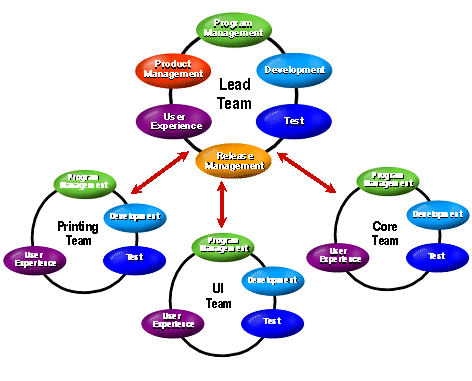 Program
Management
Product
Management
Development
Lead
Team
User
Experience
Test
Release
Management
Program
Management
Development
Printing
Team
User
Experience
Test
Program
Management
Development
UI
Team
User
Experience
Test
Program
Management
Development
Core
Team
User
Experience
Test